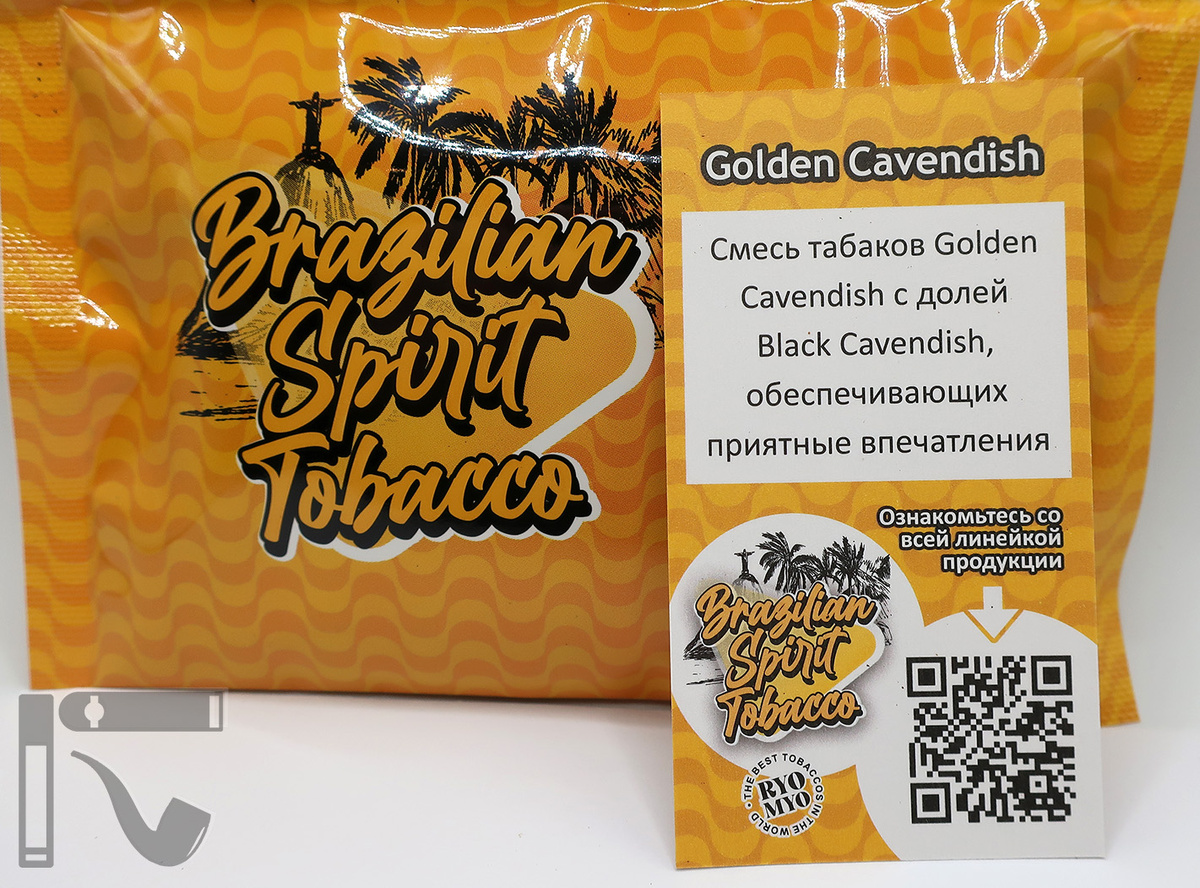 Brazilian
Spirit
Tobacco
Golden Cavendish
Смесь табаков Golden
Cavendish с долей
Black Cavendish,
обеспечивающих
приятные впечатления
Ознакомьтесь со
всей линейкой
продукции
Brazilian
Spirit
Tobacco
THE BEST TOBACCOS IN THE WORLD
RYO
MYO